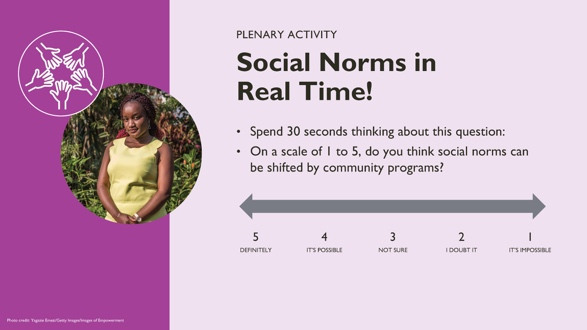 PLENARY ACTIVITY
Social Norms in
Real Time!
• Spend 30 seconds thinking about this question:
• On a scale of 1 to 5, do you think social norms can
be shifted by community programs?
5 4 3 2 1
DEFINITELY IT'S POSSIBLE NOT SURE I DOUBT IT IT'S IMPOSSIBLE
Photo credit: Yagazie Emezi/Getty Images/Images of Empowerment